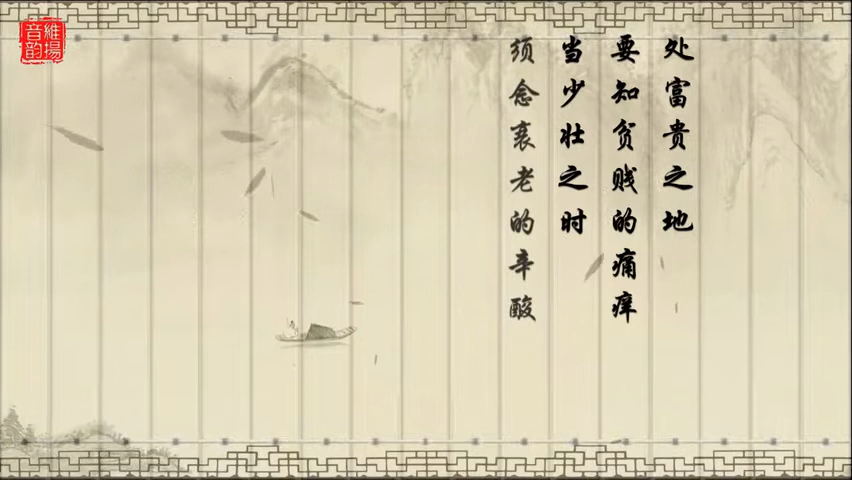 处富贵之地
要知贫贱的痛痒
当少壮之时
须念衰老的辛酸
維揚
音韵